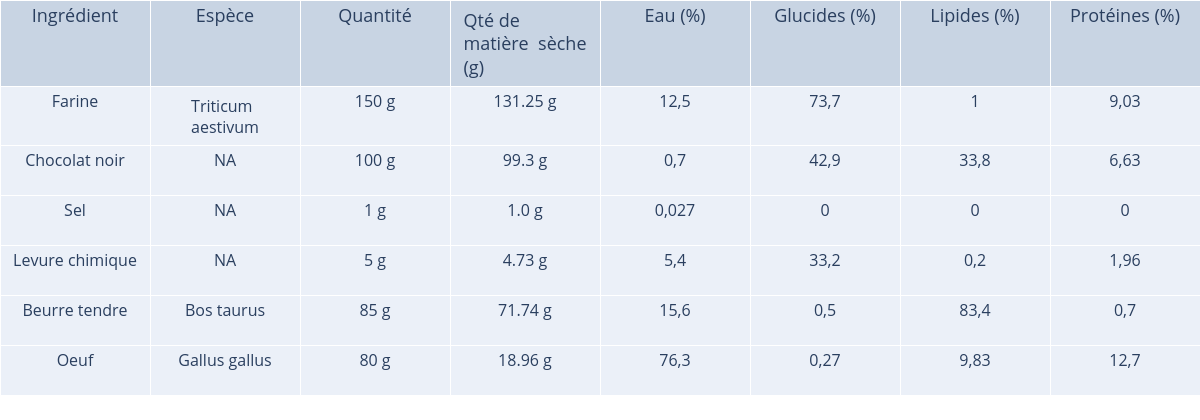 Ingrédient Espèce Quantité Qté de matière sèche (g) Eau (%) Glucides (%) Lipides (%) Protéines (%)
Farine Triticum aestivum 150 g 131.25 g 12,5 73,7 1 9,03
Chocolat noir NA 100 g 99.3 g 0,7 42,9 33,8 6,63
Sel NA 1 g 1.0 g 0,027 0 0 0
Levure chimique NA 5 g 4.73 g 5,4 33,2 0,2 1,96
Beurre tendre Bos taurus 85 g 71.74 g 15,6 0,5 83,4 0,7
Oeuf Gallus gallus 80 g 18.96 g 76,3 0,27 9,83 12,7